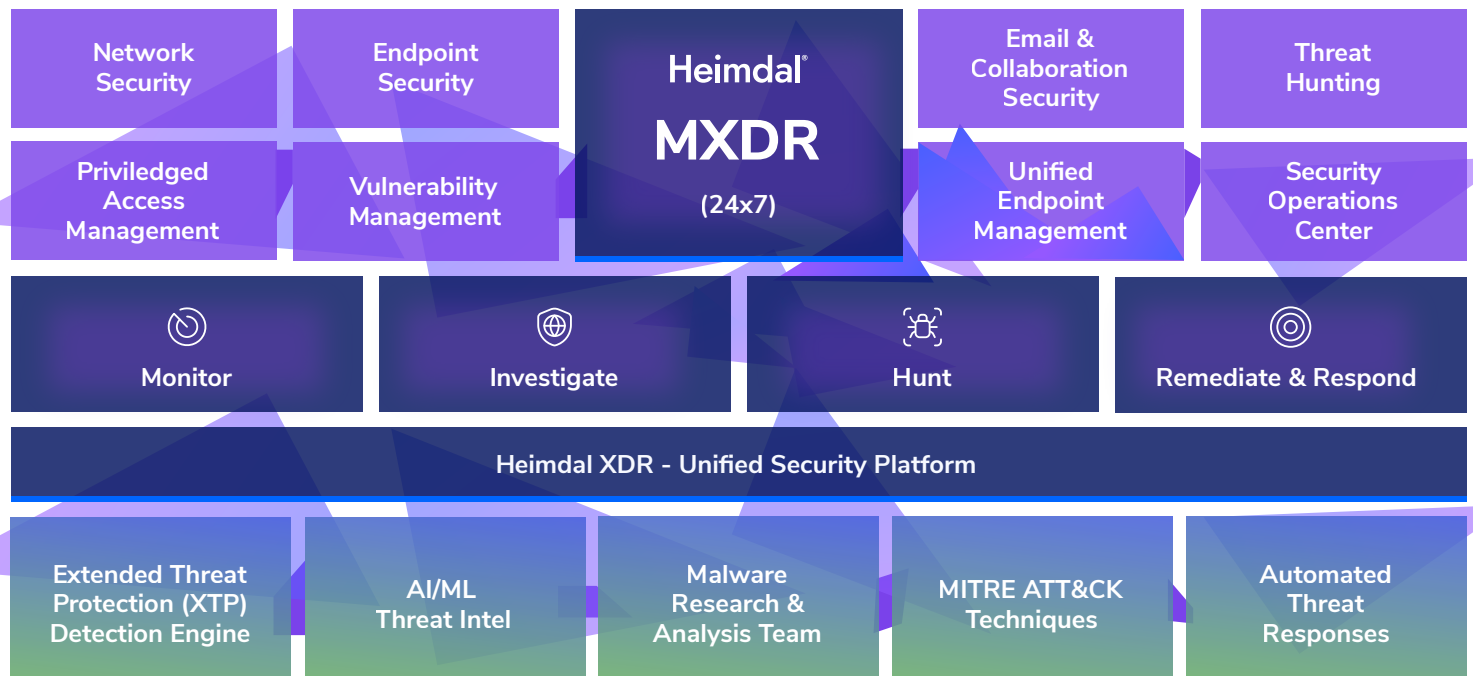 Network
Security
Endpoint
Security
Heimdal®
MXDR
(24x7)
Email &
Collaboration
Security
Threat
Hunting
Priviledged
Access
Management
Vulnerability
Management
Unified
Endpoint
Management
Security
Operations
Center
Monitor
Investigate
Hunt
Remediate & Respond
Heimdal XDR - Unified Security Platform
Extended Threat
Protection (XTP)
Detection Engine
AI/ML
Threat Intel
Malware
Research &
Analysis Team
MITRE ATT&CK
Techniques
Automated
Threat
Responses